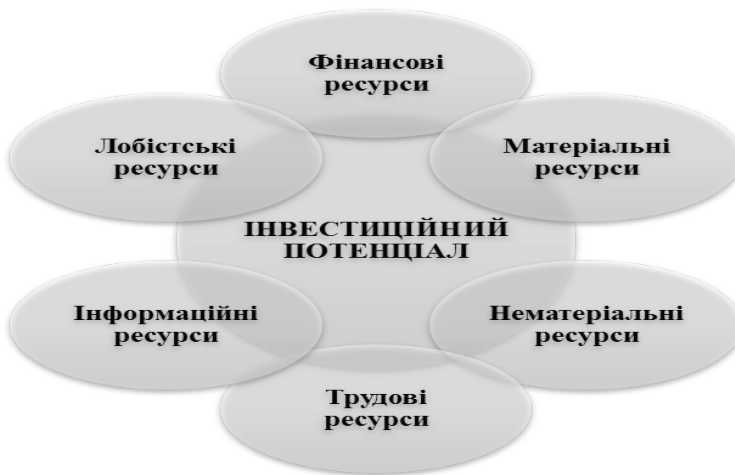 Фінансові
ресурси
Лобістські
ресурси
Матеріальні
ресурси
ІНВЕСТИЦІЙНИЙ
ПОТЕНЦІАЛ
Інформаційні
ресурси
Нематеріальні
ресурси
Трудові
ресурси